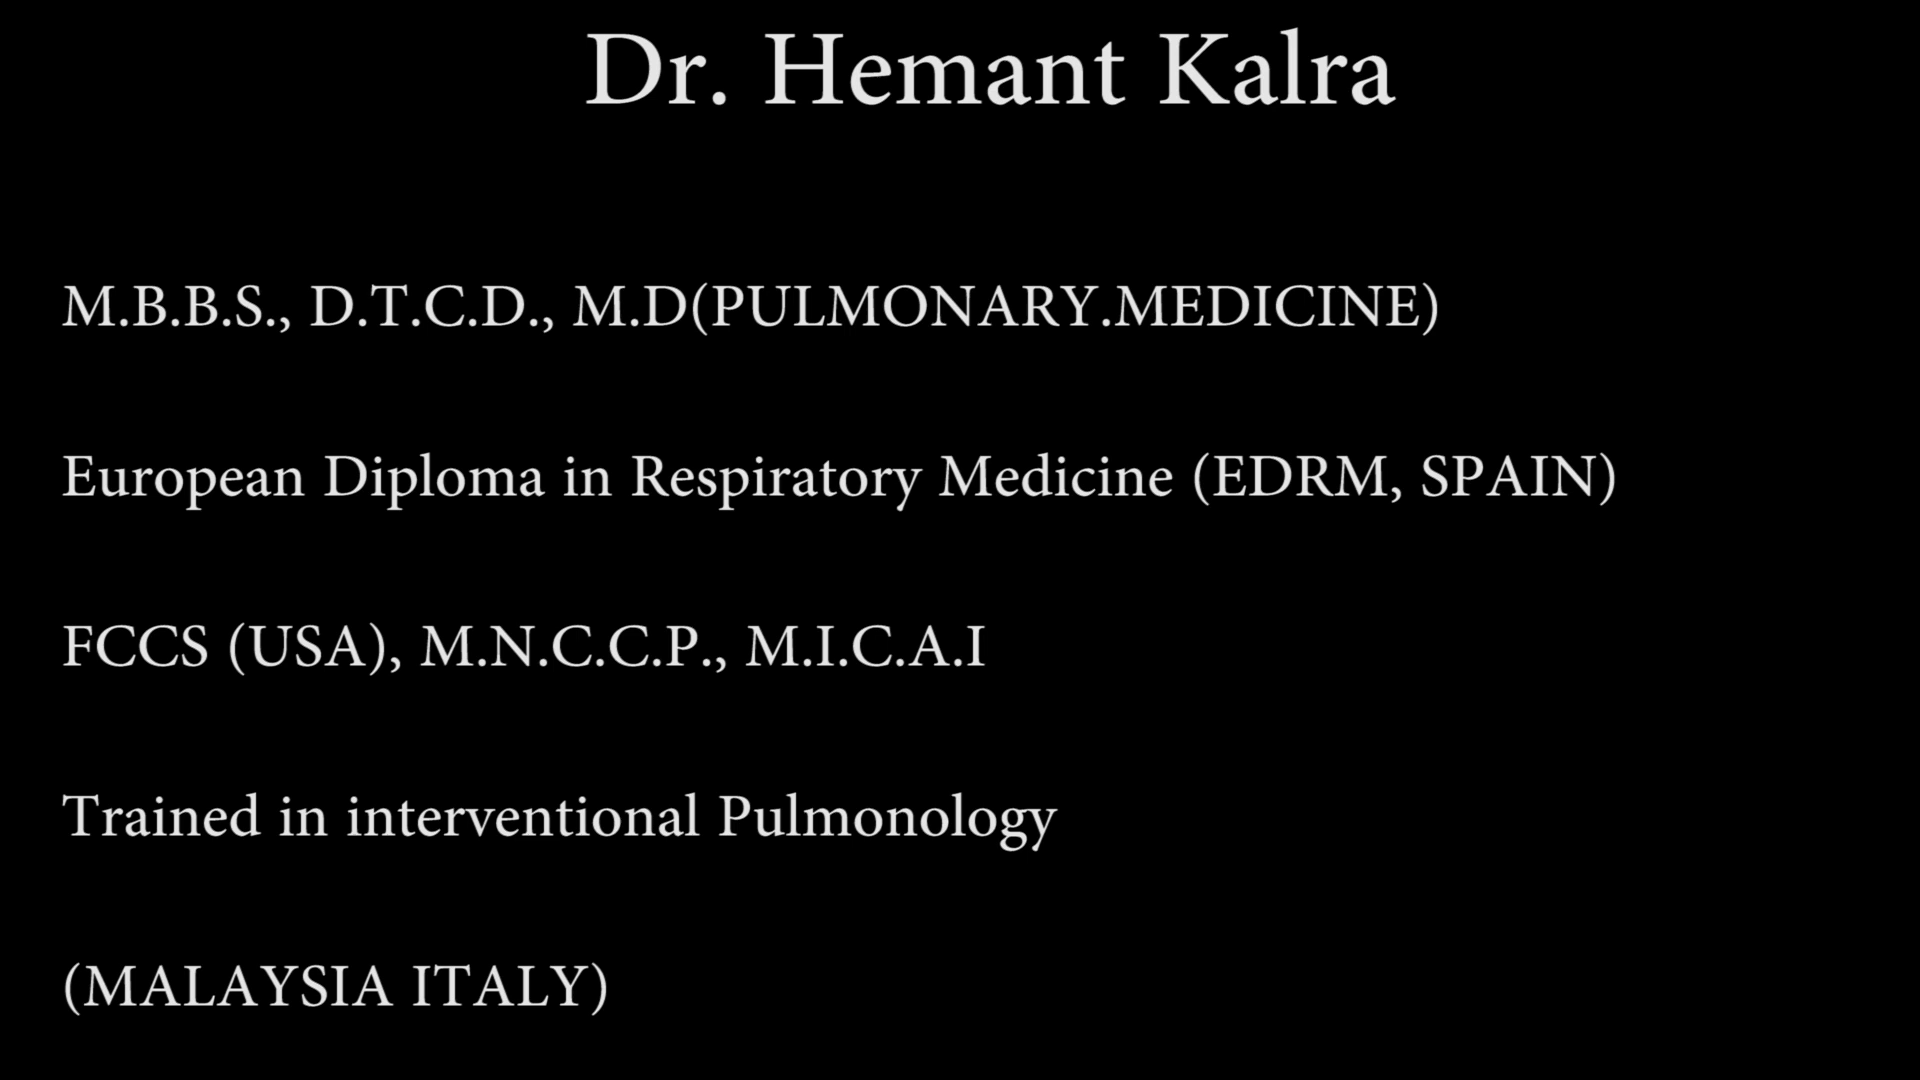 Dr. Hemant Kalra
M.B.B.S., D.T.C.D., M.D(PULMONARY.MEDICINE)
European Diploma in Respiratory Medicine (EDRM, SPAIN)
FCCS (USA), M.N.C.C.P., M.I.C.A.I
Trained in interventional Pulmonology
(MALAYSIA ITALY)